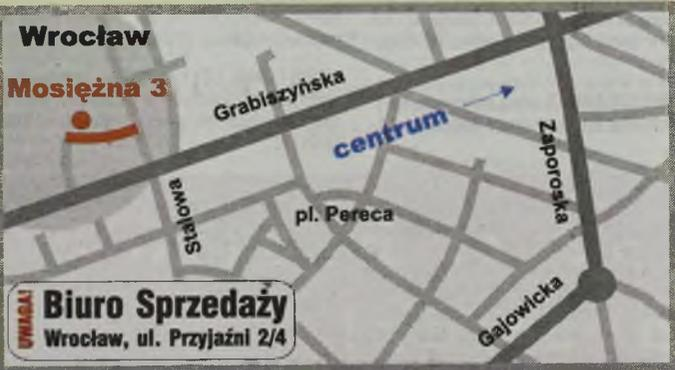 Wrocław
Mosiężna 3
Grabiszyńska
centrum
Zaporoska
Stalowa
pl. Pereca
Gajowicka
UWAGA!
Biuro Sprzedaży
Wrocław, ul. Przyjaźni 2/4